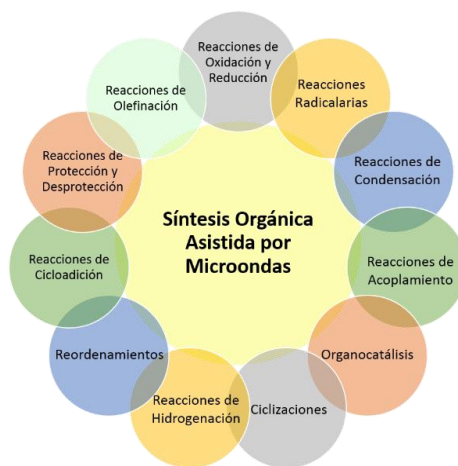 Síntesis Orgánica
Asistida por
Microondas
Reacciones de
Oxidación y
Reducción
Reacciones
Radicalarias
Reacciones de
Condensación
Reacciones de
Acoplamiento
Organocatálisis
Ciclizaciones
Reacciones de
Hidrogenación
Reordenamientos
Reacciones de
Cicloadición
Reacciones de
Protección y
Desprotección
Reacciones de
Olefinación